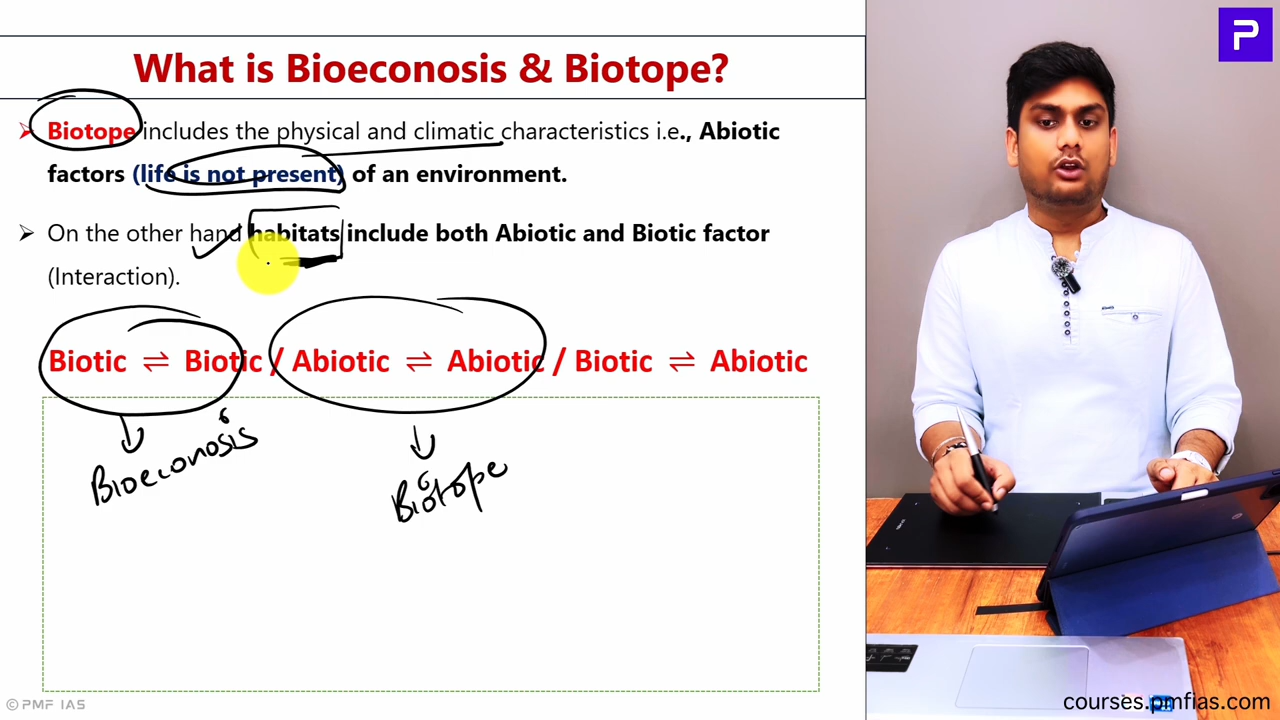 What is Bioeconosis & Biotope?
P
➢ Biotope includes the physical and climatic characteristics i.e., Abiotic
factors (life is not present) of an environment.
➢ On the other hand habitats include both Abiotic and Biotic factor
(Interaction).
Biotic ⇌ Biotic / Abiotic ⇌ Abiotic / Biotic ⇌ Abiotic
Bioeconosis
Biotope
© PMF IAS
courses.pmfias.com